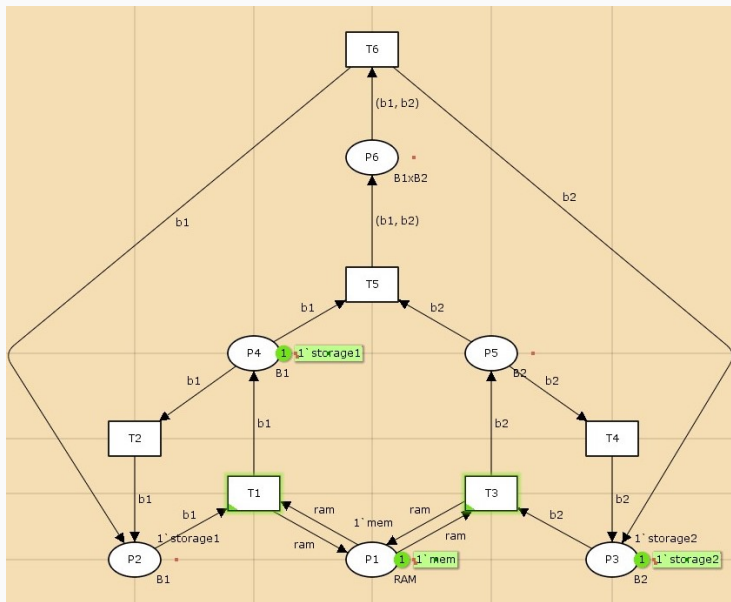 T6
(b1,b2)
P6
B1xB2
b1
b2
(b1,b2)
T5
b1
b2
P4
1
1`storage1
P5
B1
B2
b1
b2
T2
b1
b2
T4
T1
T3
b1
b1
ram
ram
b2
b2
1`storage1
ram
1`mem
ram
1`storage2
P2
P1
1
1`mem
P3
1
1`storage2
B1
RAM
B2